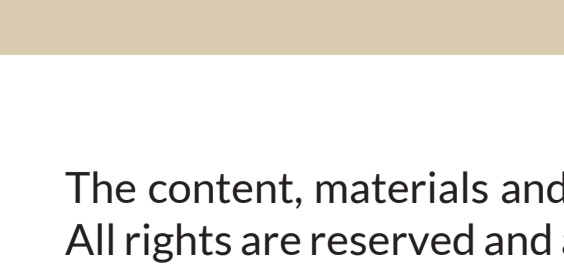 The content, materials and
All rights are reserved and